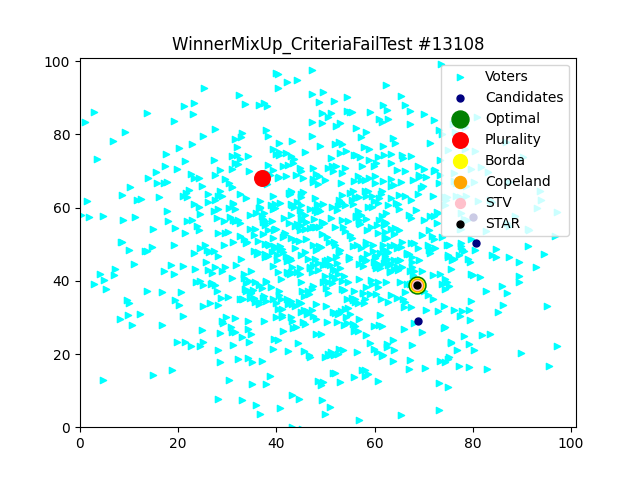 WinnerMixUp_CriteriaFailTest #13108
100
80
60
40
20
0
0
20
40
60
80
100
Voters
Candidates
Optimal
Plurality
Borda
Copeland
STV
STAR